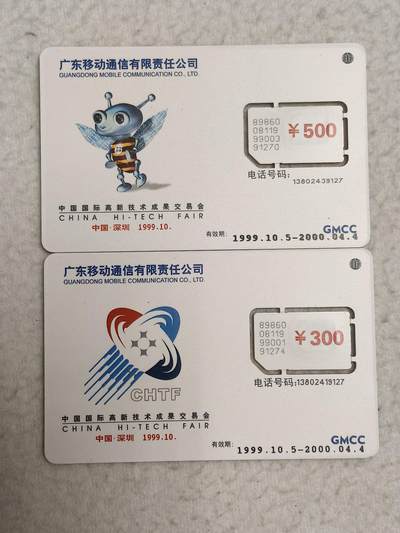 广东移动通信有限责任公司
GUANGDONG MOBILE COMMUNICATION CO., LTD.
89860
08119
99003
91270
¥500
电话号码:
13802439127
中国国际高新技术成果交易会
CHINA HI-TECH FAIR
中国·深圳 1999.10.
有效期: 1999.10.5-2000.04.4
GMCC
广东移动通信有限责任公司
GUANGDONG MOBILE COMMUNICATION CO., LTD.
89860
08119
99001
91274
¥300
电话号码:13802419127
CHTF
中国国际高新技术成果交易会
CHINA HI-TECH FAIR
中国·深圳 1999.10.
有效期: 1999.10.5-2000.04.4
GMCC